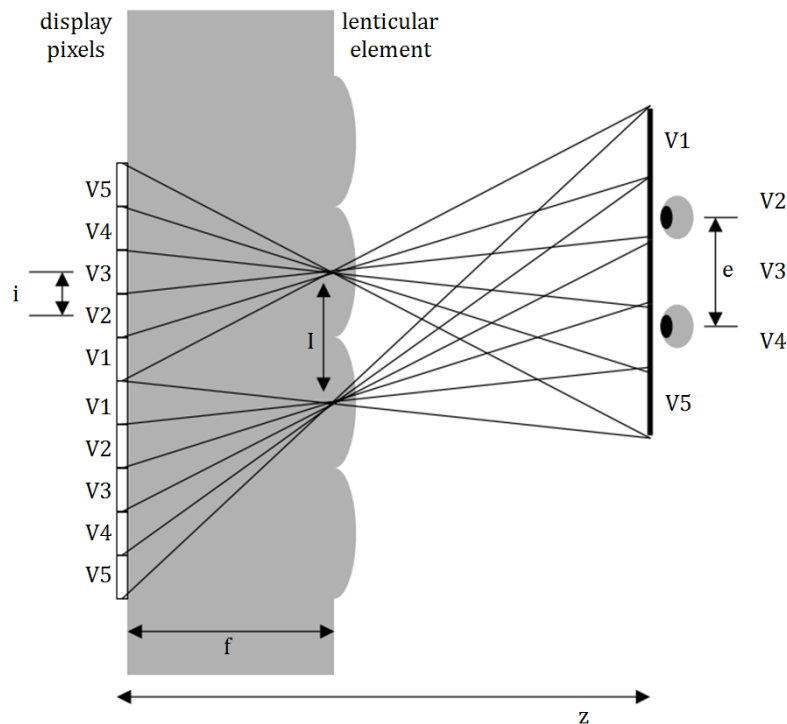 display
pixels
lenticular
element
V5
V4
V3
V2
V1
V1
V2
V3
V4
V5
i
I
f
z
V1
V2
V3
V4
V5
e